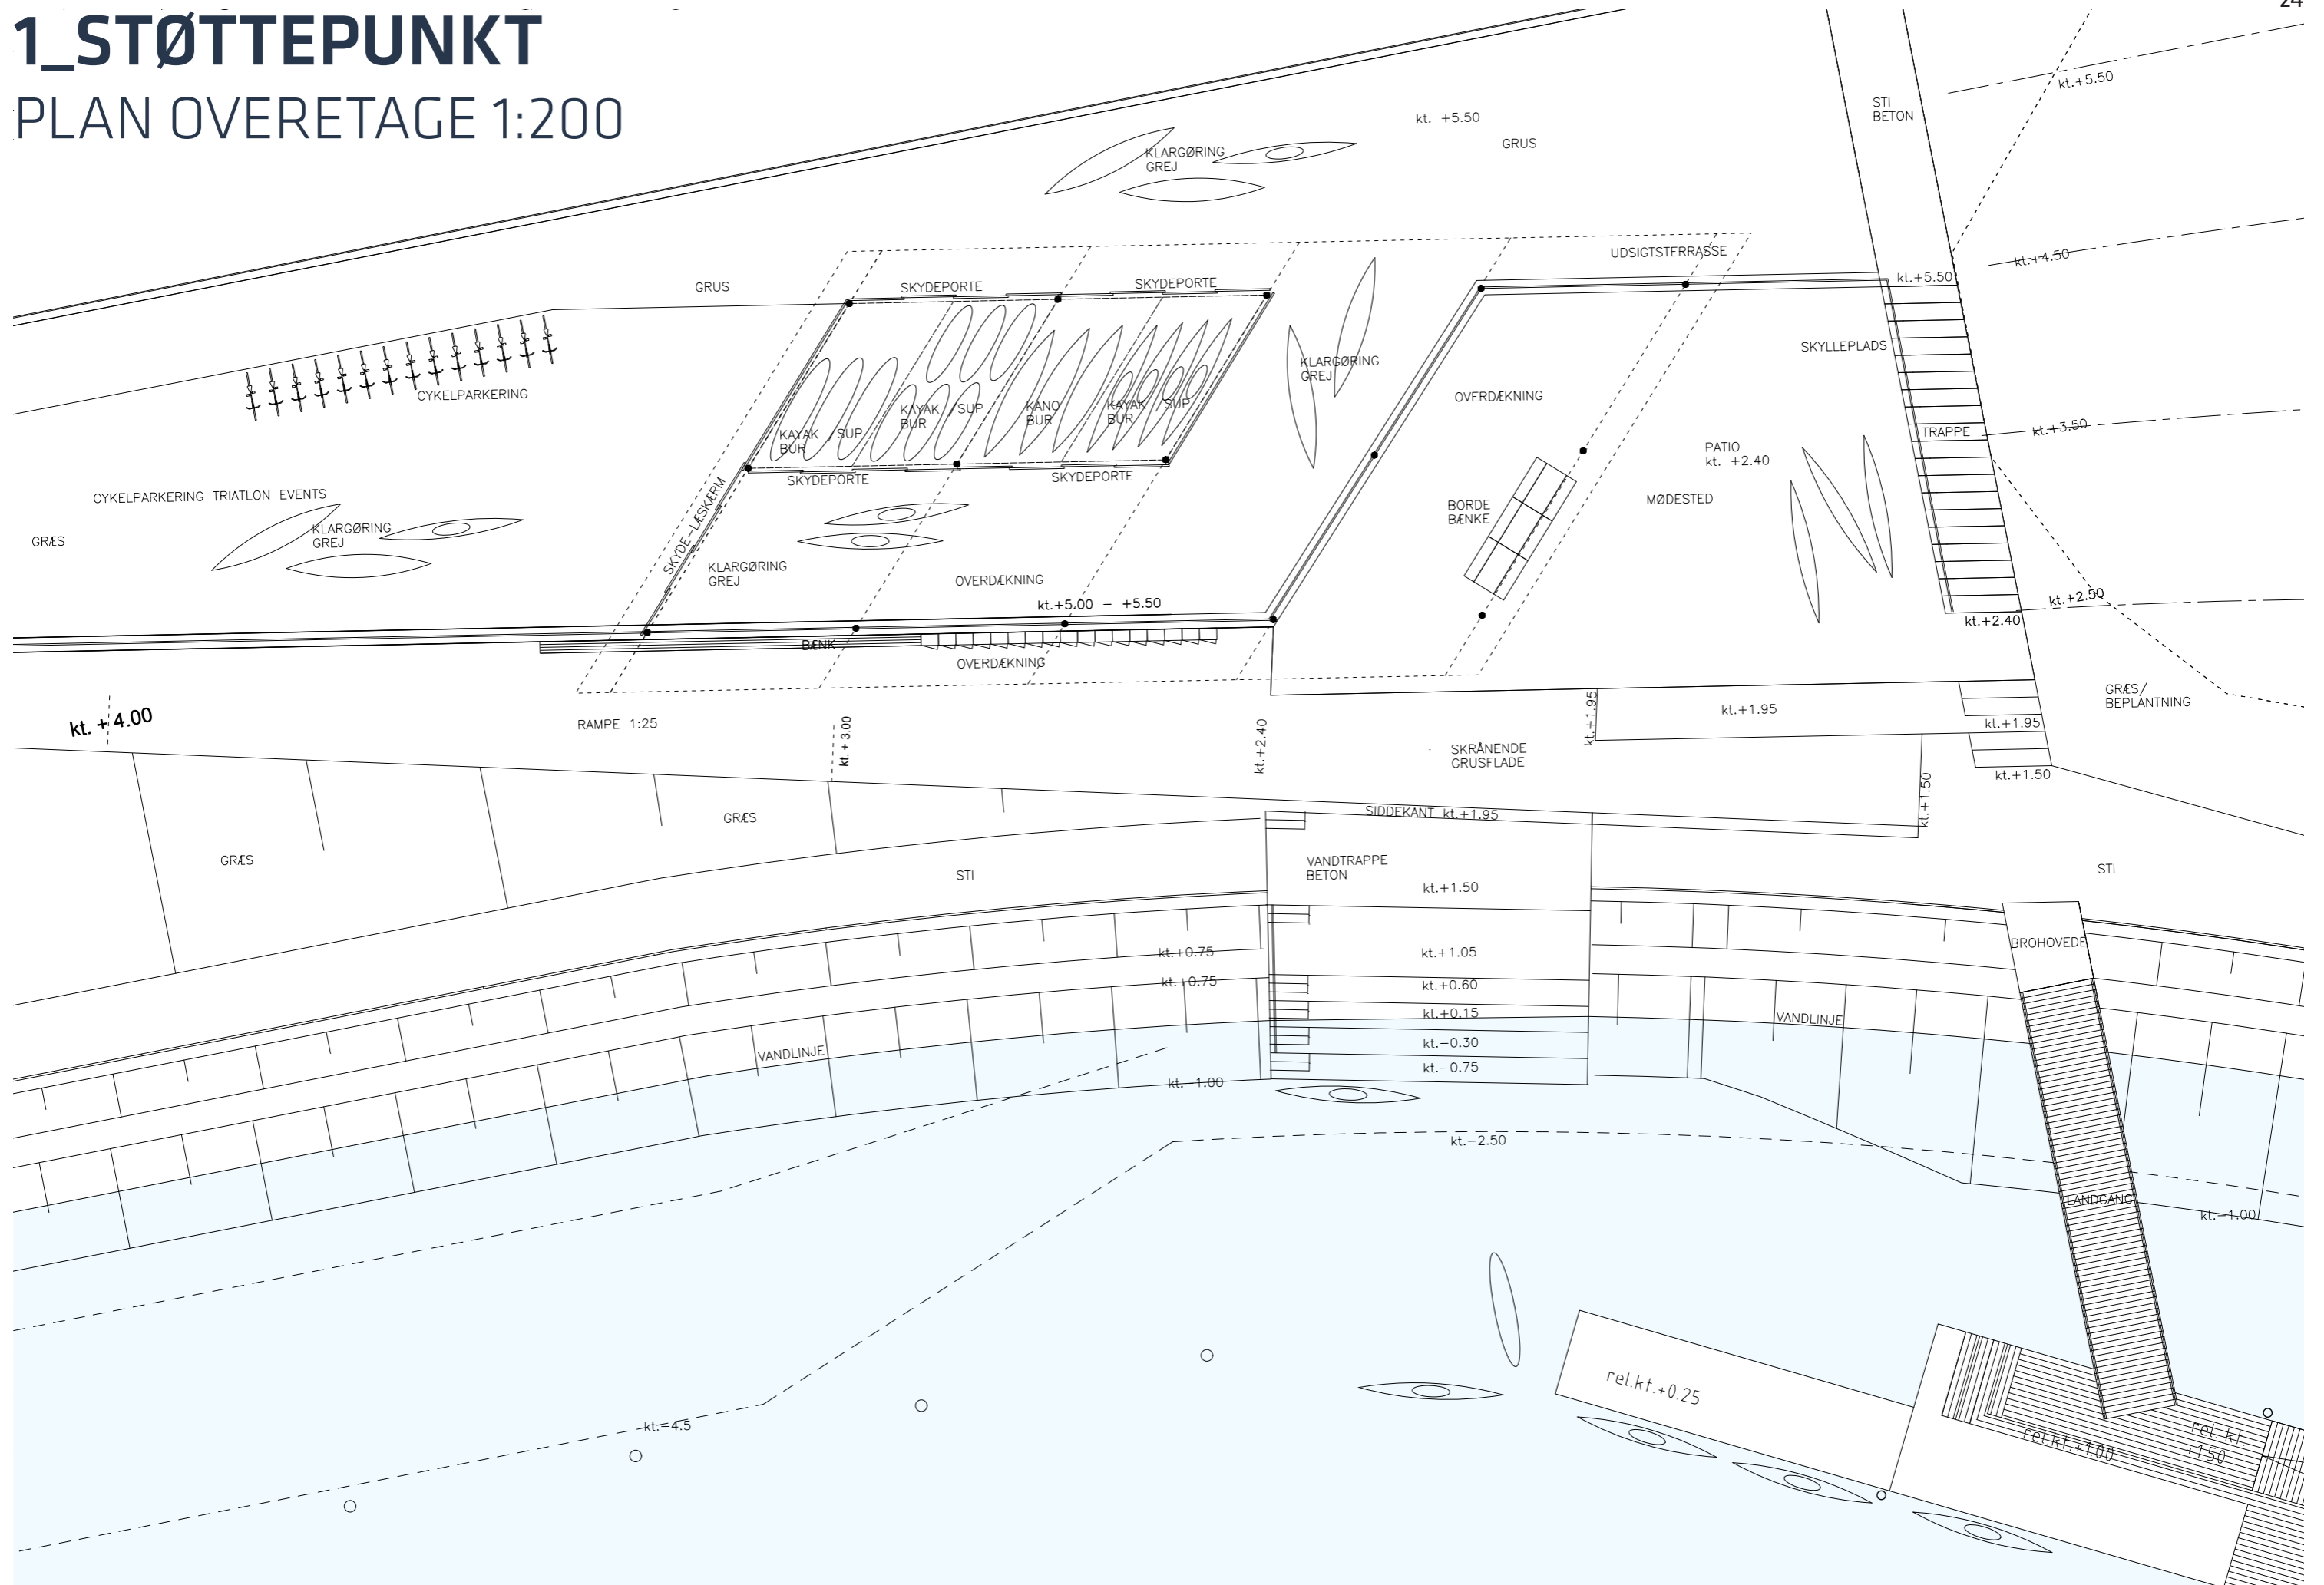 24
1_STØTTEPUNKT
PLAN OVERETAGE 1:200
kt. +5.50
GRUS
STI
BETON
kt.+5.50
KLARGØRING
GREJ
UDSIGTSTERRASSE
kt.+4.50
kt.+5.50
GRUS
SKYDEPORTE
SKYDEPORTE
SKYLLEPLADS
KLARGØRING
GREJ
CYKELPARKERING
OVERDÆKNING
KAYAK /SUP
BUR
KAYAK /SUP
BUR
KANO
BUR
KAYAK /SUP
BUR
TRAPPE
kt.+3.50
PATIO
kt. +2.40
SKYDEPORTE
SKYDEPORTE
CYKELPARKERING TRIATLON EVENTS
MØDESTED
BORDE
BÆNKE
SKYDE-LÆSKÆRM
KLARGØRING
GREJ
GRÆS
KLARGØRING
GREJ
OVERDÆKNING
kt.+5.00 - +5.50
kt.+2.50
kt.+2.40
BÆNK
OVERDÆKNING
GRÆS/
BEPLANTNING
kt. + 4.00
RAMPE 1:25
kt. + 3.00
kt.+2.40
kt.+1.95
kt.+1.95
kt.+1.95
SKRÅNENDE
GRUSFLADE
kt.+1.50
kt.+1.50
SIDDEKANT kt.+1.95
GRÆS
GRÆS
STI
VANDTRAPPE
BETON
kt.+1.50
STI
BROHOVEDE
kt.+0.75
kt.+1.05
kt.+0.75
kt.+0.60
kt.+0.15
VANDLINJE
VANDLINJE
kt.-0.30
kt.-0.75
kt.-1.00
kt.-2.50
LANDGANG
kt.-1.00
rel.kt.+0.25
kt.-4.5
rel.kt.+1.00
rel. kt.
+1.50